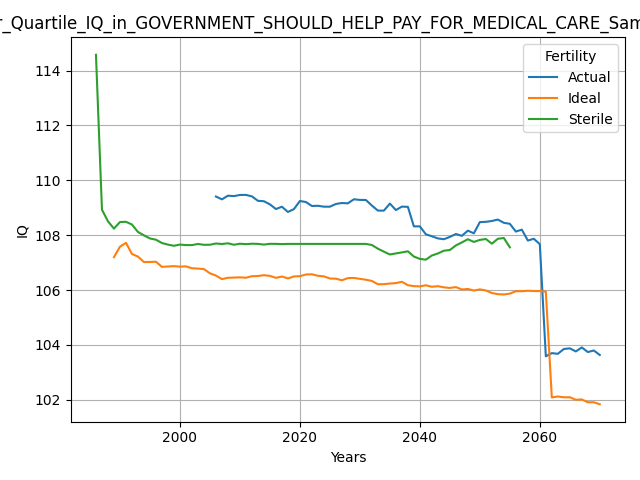 r_Quartile_IQ_in_GOVERNMENT_SHOULD_HELP_PAY_FOR_MEDICAL_CARE_Sam
Fertility
Actual
Ideal
Sterile
IQ
114
112
110
108
106
104
102
2000
2020
2040
2060
Years